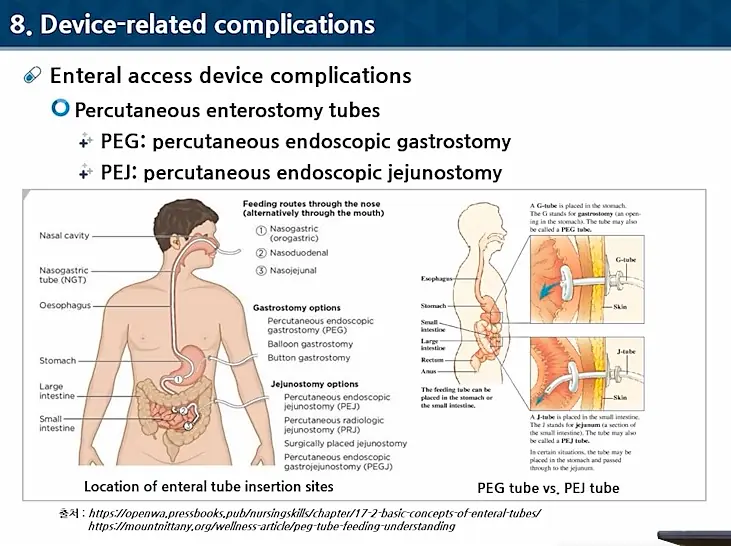 8. Device-related complications
Enteral access device complications
Percutaneous enterostomy tubes
PEG: percutaneous endoscopic gastrostomy
PEJ: percutaneous endoscopic jejunostomy
Nasal cavity
Nasogastric
tube (NGT)
Oesophagus
Stomach
Large
intestine
Small
intestine
1
2
3
Feeding routes through the nose
(alternatively through the mouth)
1 Nasogastric
(orogastric)
2 Nasoduodenal
3 Nasojejunal
Gastrostomy options
Percutaneous endoscopic
gastrostomy (PEG)
Balloon gastrostomy
Button gastrostomy
Jejunostomy options
Percutaneous endoscopic
jejunostomy (PEJ)
Percutaneous radiologic
jejunostomy (PRJ)
Surgically placed jejunostomy
Percutaneous endoscopic
gastrojejunostomy (PEGJ)
Location of enteral tube insertion sites
Esophagus
Stomach
Small
intestine
Large
intestine
Rectum
Anus
The feeding tube can be
placed in the stomach or
the small intestine.
A G-tube is placed in the stomach.
The G stands for gastrostomy (an open-
ing in the stomach). The tube may also
be called a PEG tube.
G-tube
Skin
J-tube
Skin
A J-tube is placed in the small intestine.
The J stands for jejunum (a section of
the small intestine). The tube may also
be called a PEJ tube.
In certain situations, the tube may be
placed in the stomach and passed
through to the jejunum.
PEG tube vs. PEJ tube
출처 : https://openwa.pressbooks.pub/nursingskills/chapter/17-2-basic-concepts-of-enteral-tubes/
https://mountnittany.org/wellness-article/peg-tube-feeding-understanding